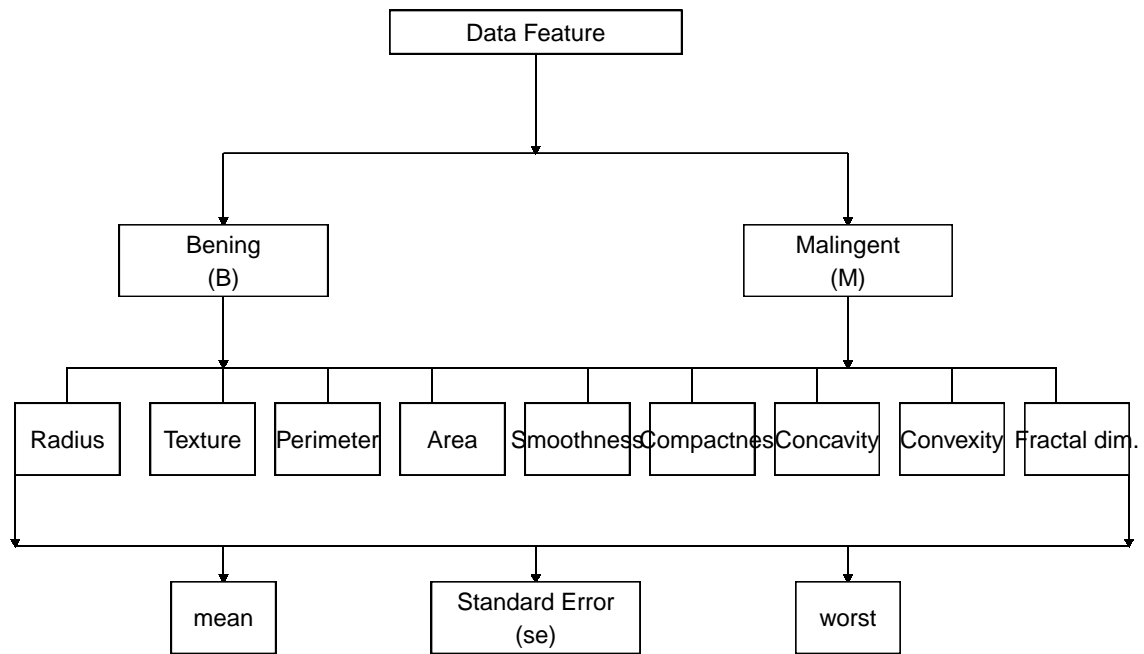 Data Feature
Bening
(B)
Malingent
(M)
Radius
Texture
Perimeter
Area
Smoothness
Compactnes
Concavity
Convexity
Fractal dim.
mean
Standard Error
(se)
worst